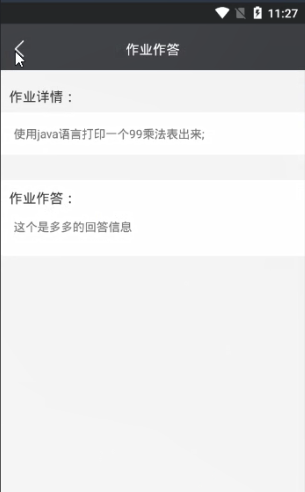 11:27
作业作答
作业详情：
使用java语言打印一个99乘法表出来;
作业作答：
这个是多多的回答信息